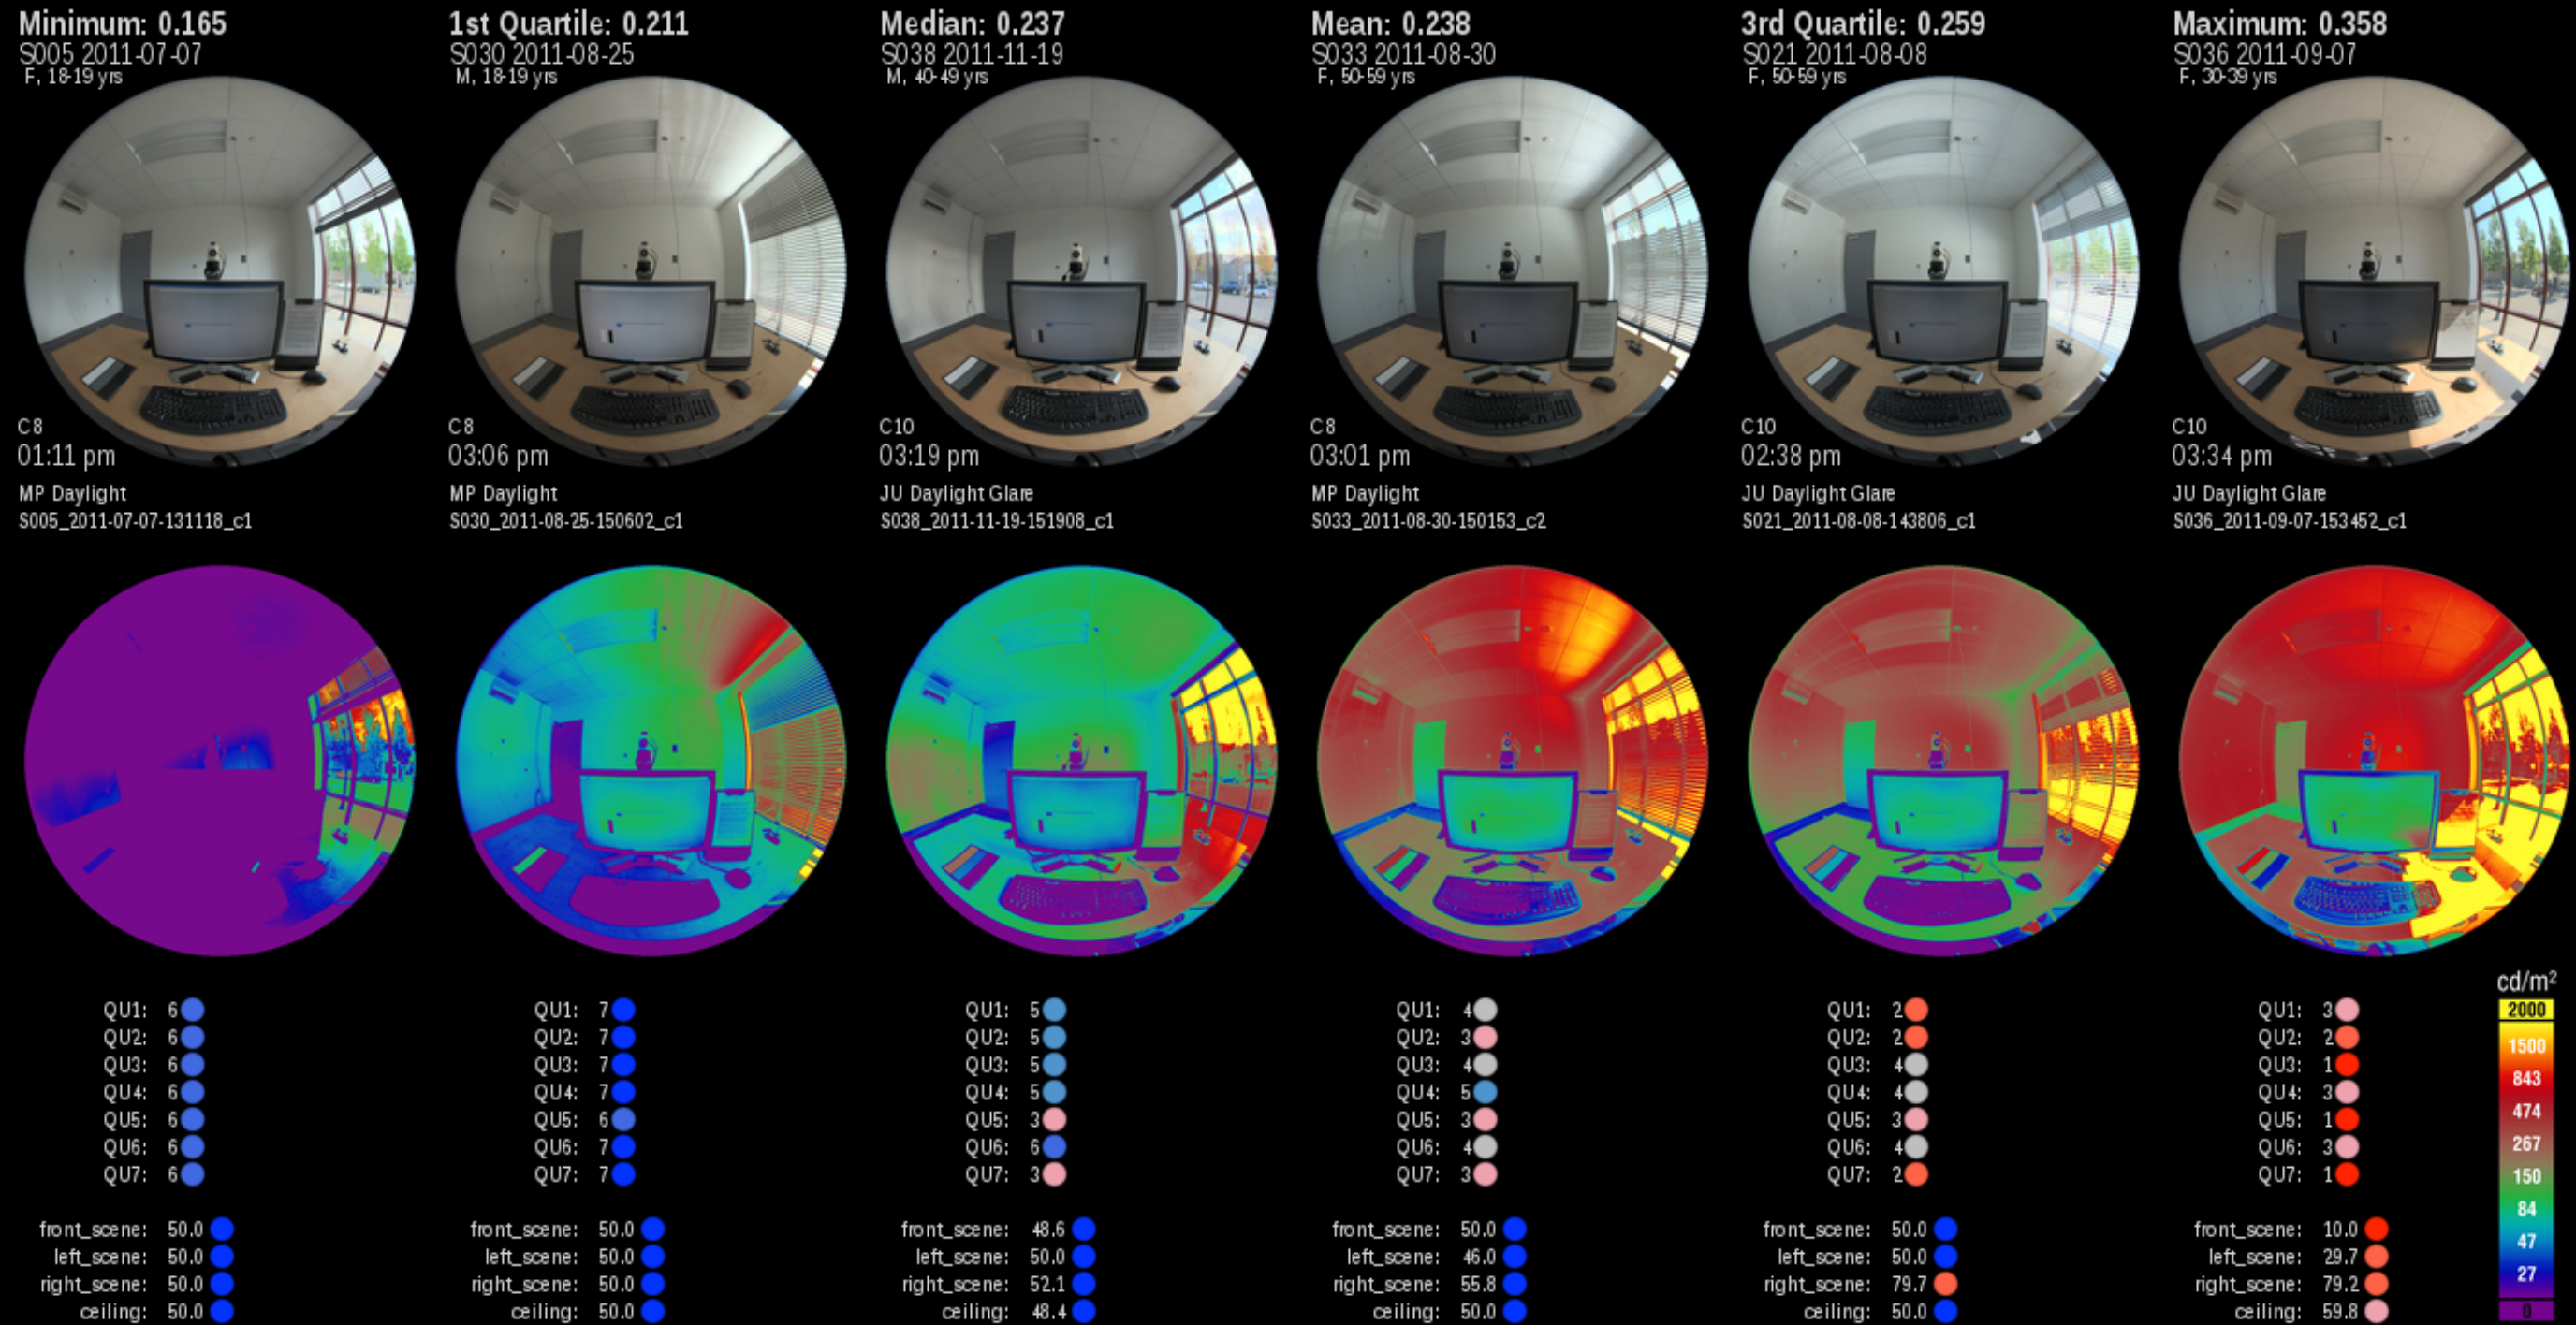 Minimum: 0.165
S005 2011-07-07
F, 18-19 yrs
C8
01:11 pm
MP Daylight
S005_2011-07-07-131118_c1
QU1: 6
QU2: 6
QU3: 6
QU4: 6
QU5: 6
QU6: 6
QU7: 6
front_scene: 50.0
left_scene: 50.0
right_scene: 50.0
ceiling: 50.0
1st Quartile: 0.211
S030 2011-08-25
M, 18-19 yrs
C8
03:06 pm
MP Daylight
S030_2011-08-25-150602_c1
QU1: 7
QU2: 7
QU3: 7
QU4: 7
QU5: 6
QU6: 7
QU7: 7
front_scene: 50.0
left_scene: 50.0
right_scene: 50.0
ceiling: 50.0
Median: 0.237
S038 2011-11-19
M, 40-49 yrs
C10
03:19 pm
JU Daylight Glare
S038_2011-11-19-151908_c1
QU1: 5
QU2: 5
QU3: 5
QU4: 5
QU5: 3
QU6: 6
QU7: 3
front_scene: 48.6
left_scene: 50.0
right_scene: 52.1
ceiling: 48.4
Mean: 0.238
S033 2011-08-30
F, 50-59 yrs
C8
03:01 pm
MP Daylight
S033_2011-08-30-150153_c2
QU1: 4
QU2: 3
QU3: 4
QU4: 5
QU5: 3
QU6: 4
QU7: 3
front_scene: 50.0
left_scene: 46.0
right_scene: 55.8
ceiling: 50.0
3rd Quartile: 0.259
S021 2011-08-08
F, 50-59 yrs
C10
02:38 pm
JU Daylight Glare
S021_2011-08-08-143806_c1
QU1: 2
QU2: 2
QU3: 4
QU4: 4
QU5: 3
QU6: 4
QU7: 2
front_scene: 50.0
left_scene: 50.0
right_scene: 79.7
ceiling: 50.0
Maximum: 0.358
S036 2011-09-07
F, 30-39 yrs
C10
03:34 pm
JU Daylight Glare
S036_2011-09-07-153452_c1
QU1: 3
QU2: 2
QU3: 1
QU4: 3
QU5: 1
QU6: 3
QU7: 1
front_scene: 10.0
left_scene: 29.7
right_scene: 79.2
ceiling: 59.8
cd/m²
2000
1500
843
474
267
150
84
47
27
0